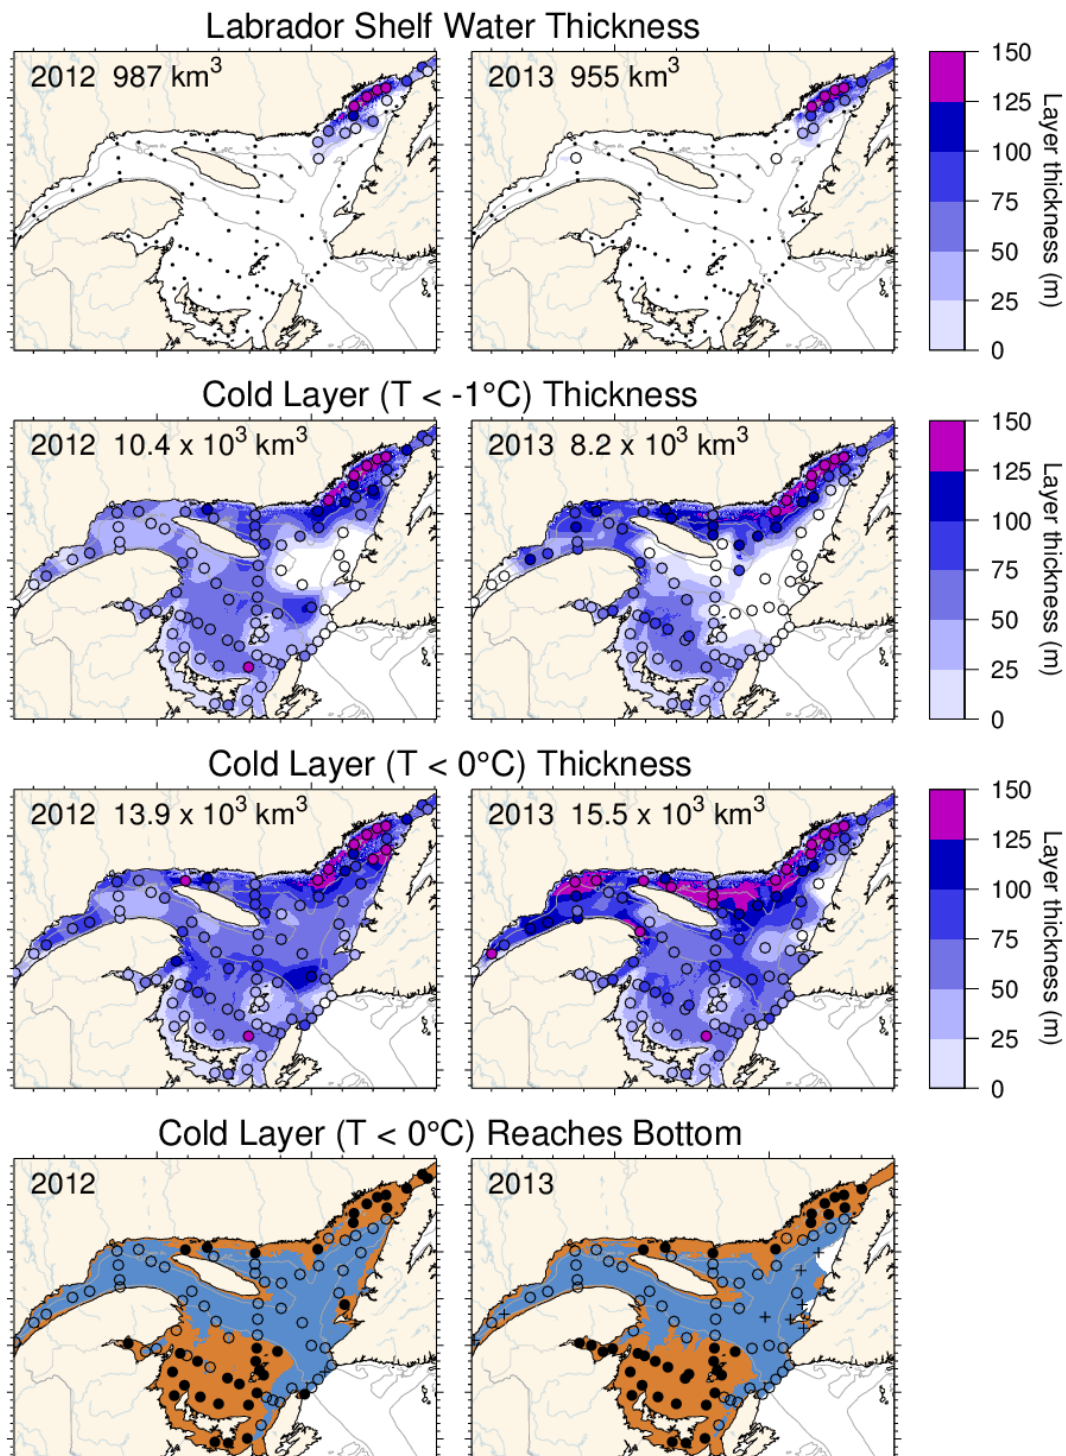 Labrador Shelf Water Thickness
2012 987 km³
2013 955 km³
150
125
100
75
50
25
0
Layer thickness (m)
Cold Layer (T < -1°C) Thickness
2012 10.4 x 10³ km³
2013 8.2 x 10³ km³
150
125
100
75
50
25
0
Layer thickness (m)
Cold Layer (T < 0°C) Thickness
2012 13.9 x 10³ km³
2013 15.5 x 10³ km³
150
125
100
75
50
25
0
Layer thickness (m)
Cold Layer (T < 0°C) Reaches Bottom
2012
2013